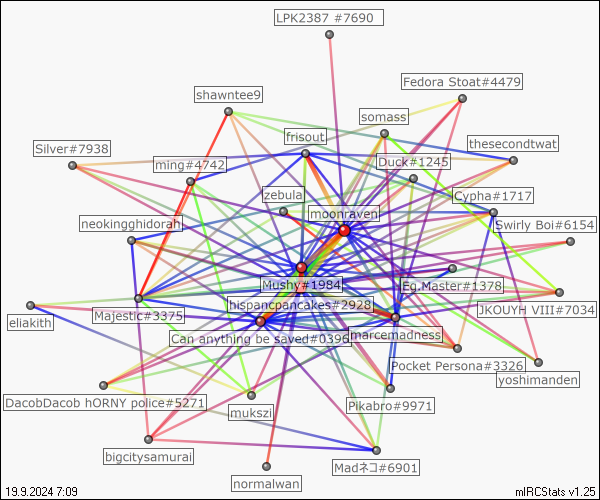 LPK2387 #7690
Fedora Stoat#4479
shawntee9
somass
frisout
thesecondtwat
Silver#7938
ming#4742
Duck#1245
zebula
Cypha#1717
moonraven
neokingghidorah
Swirly Boi#6154
Mushy#1984
Eg.Master#1378
hispanopancakes#2928
JKOUYH VIII#7034
Majestic#3375
eliakith
Can anything be saved#0396
marcemadness
Pocket Persona#3326
yoshimanden
DacobDacob hORNY police#5271
mukszi
Pikabro#9971
bigcitysamurai
Madネコ#6901
normalwan
19.9.2024 7:09
mIRCStats v1.25